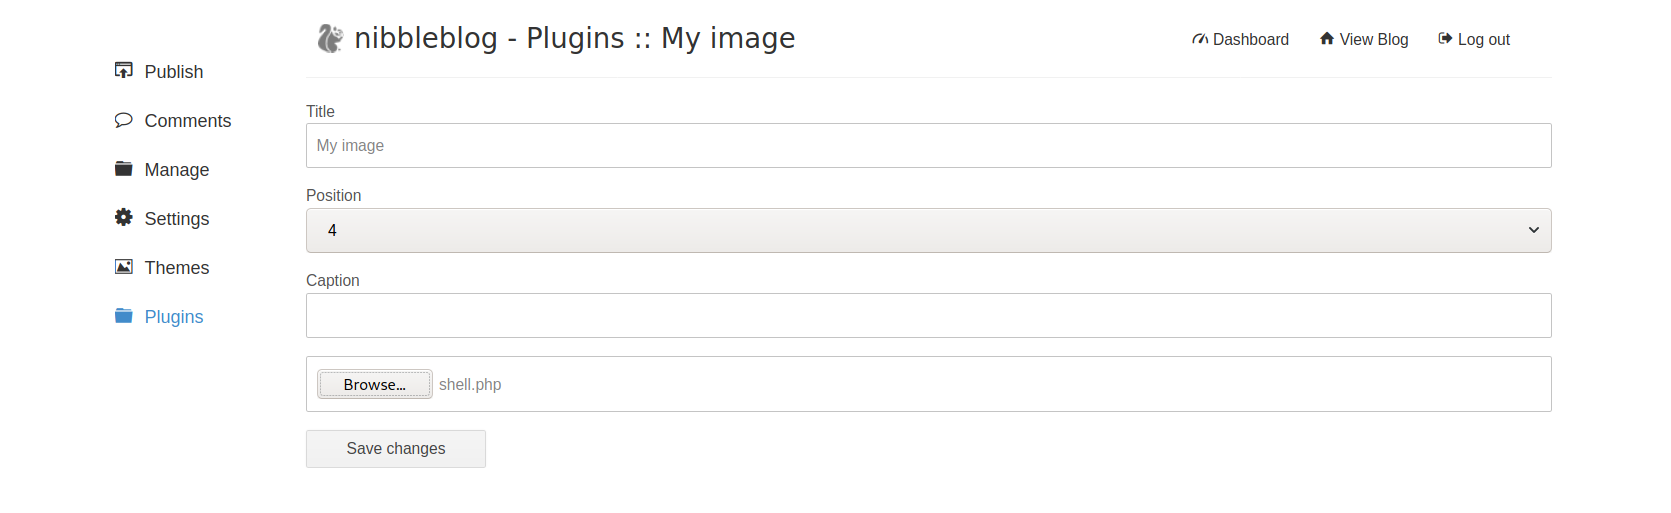 nibbleblog - Plugins :: My image
Dashboard
View Blog
Log out
Publish
Comments
Manage
Settings
Themes
Plugins
Title
My image
Position
4
Caption
Browse... shell.php
Save changes